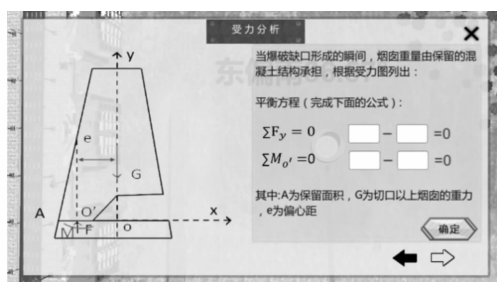 受力分析
当爆破缺口形成的瞬间，烟囱重量由保留的混
凝土结构承担，根据受力图列出：
平衡方程（完成下面的公式）：
∑Fy = 0 − =0
∑Mo′ =0 − =0
其中:A为保留面积，G为切口以上烟囱的重力
，e为偏心距
确定
y
e
G
A
O'
x
M
F
o